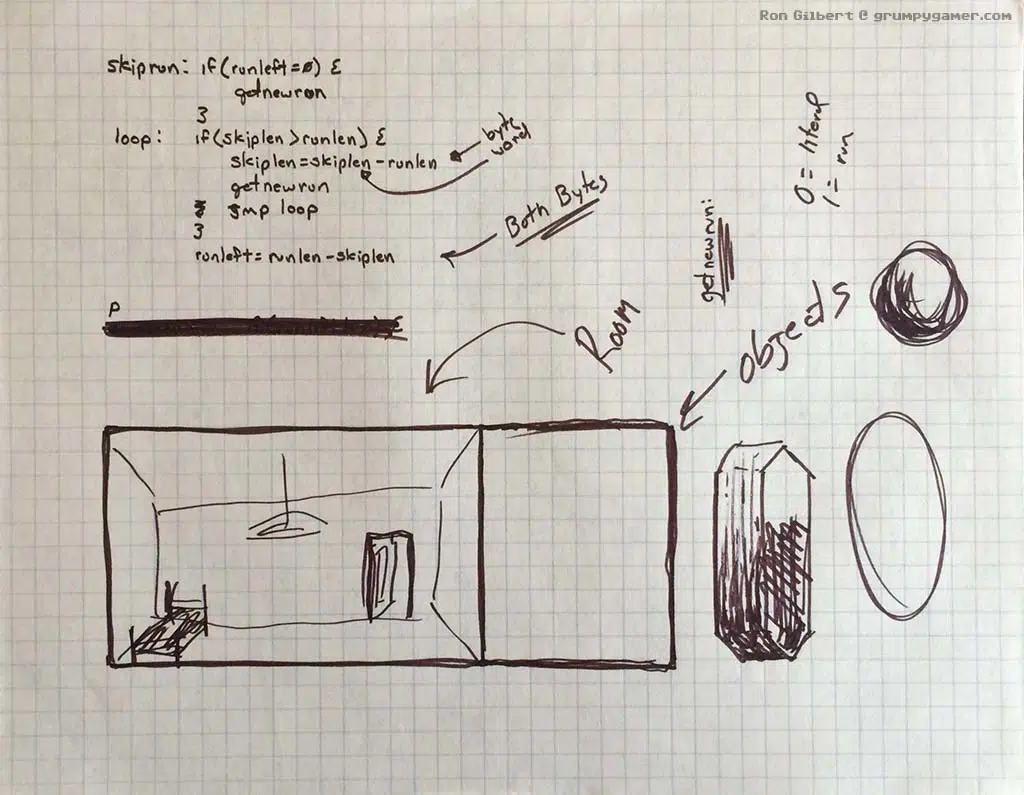 Ron Gilbert @ grumpygamer.com
skiprun: if(runleft=0) {
getnewron
}
loop: if(skiplen>runlen) {
skiplen=skiplen-runlen
getnewrun
jmp loop
}
runleft=runlen-skiplen
byte
word
Both Bytes
0= literal
1= run
getnewrun:
P
Room
objects